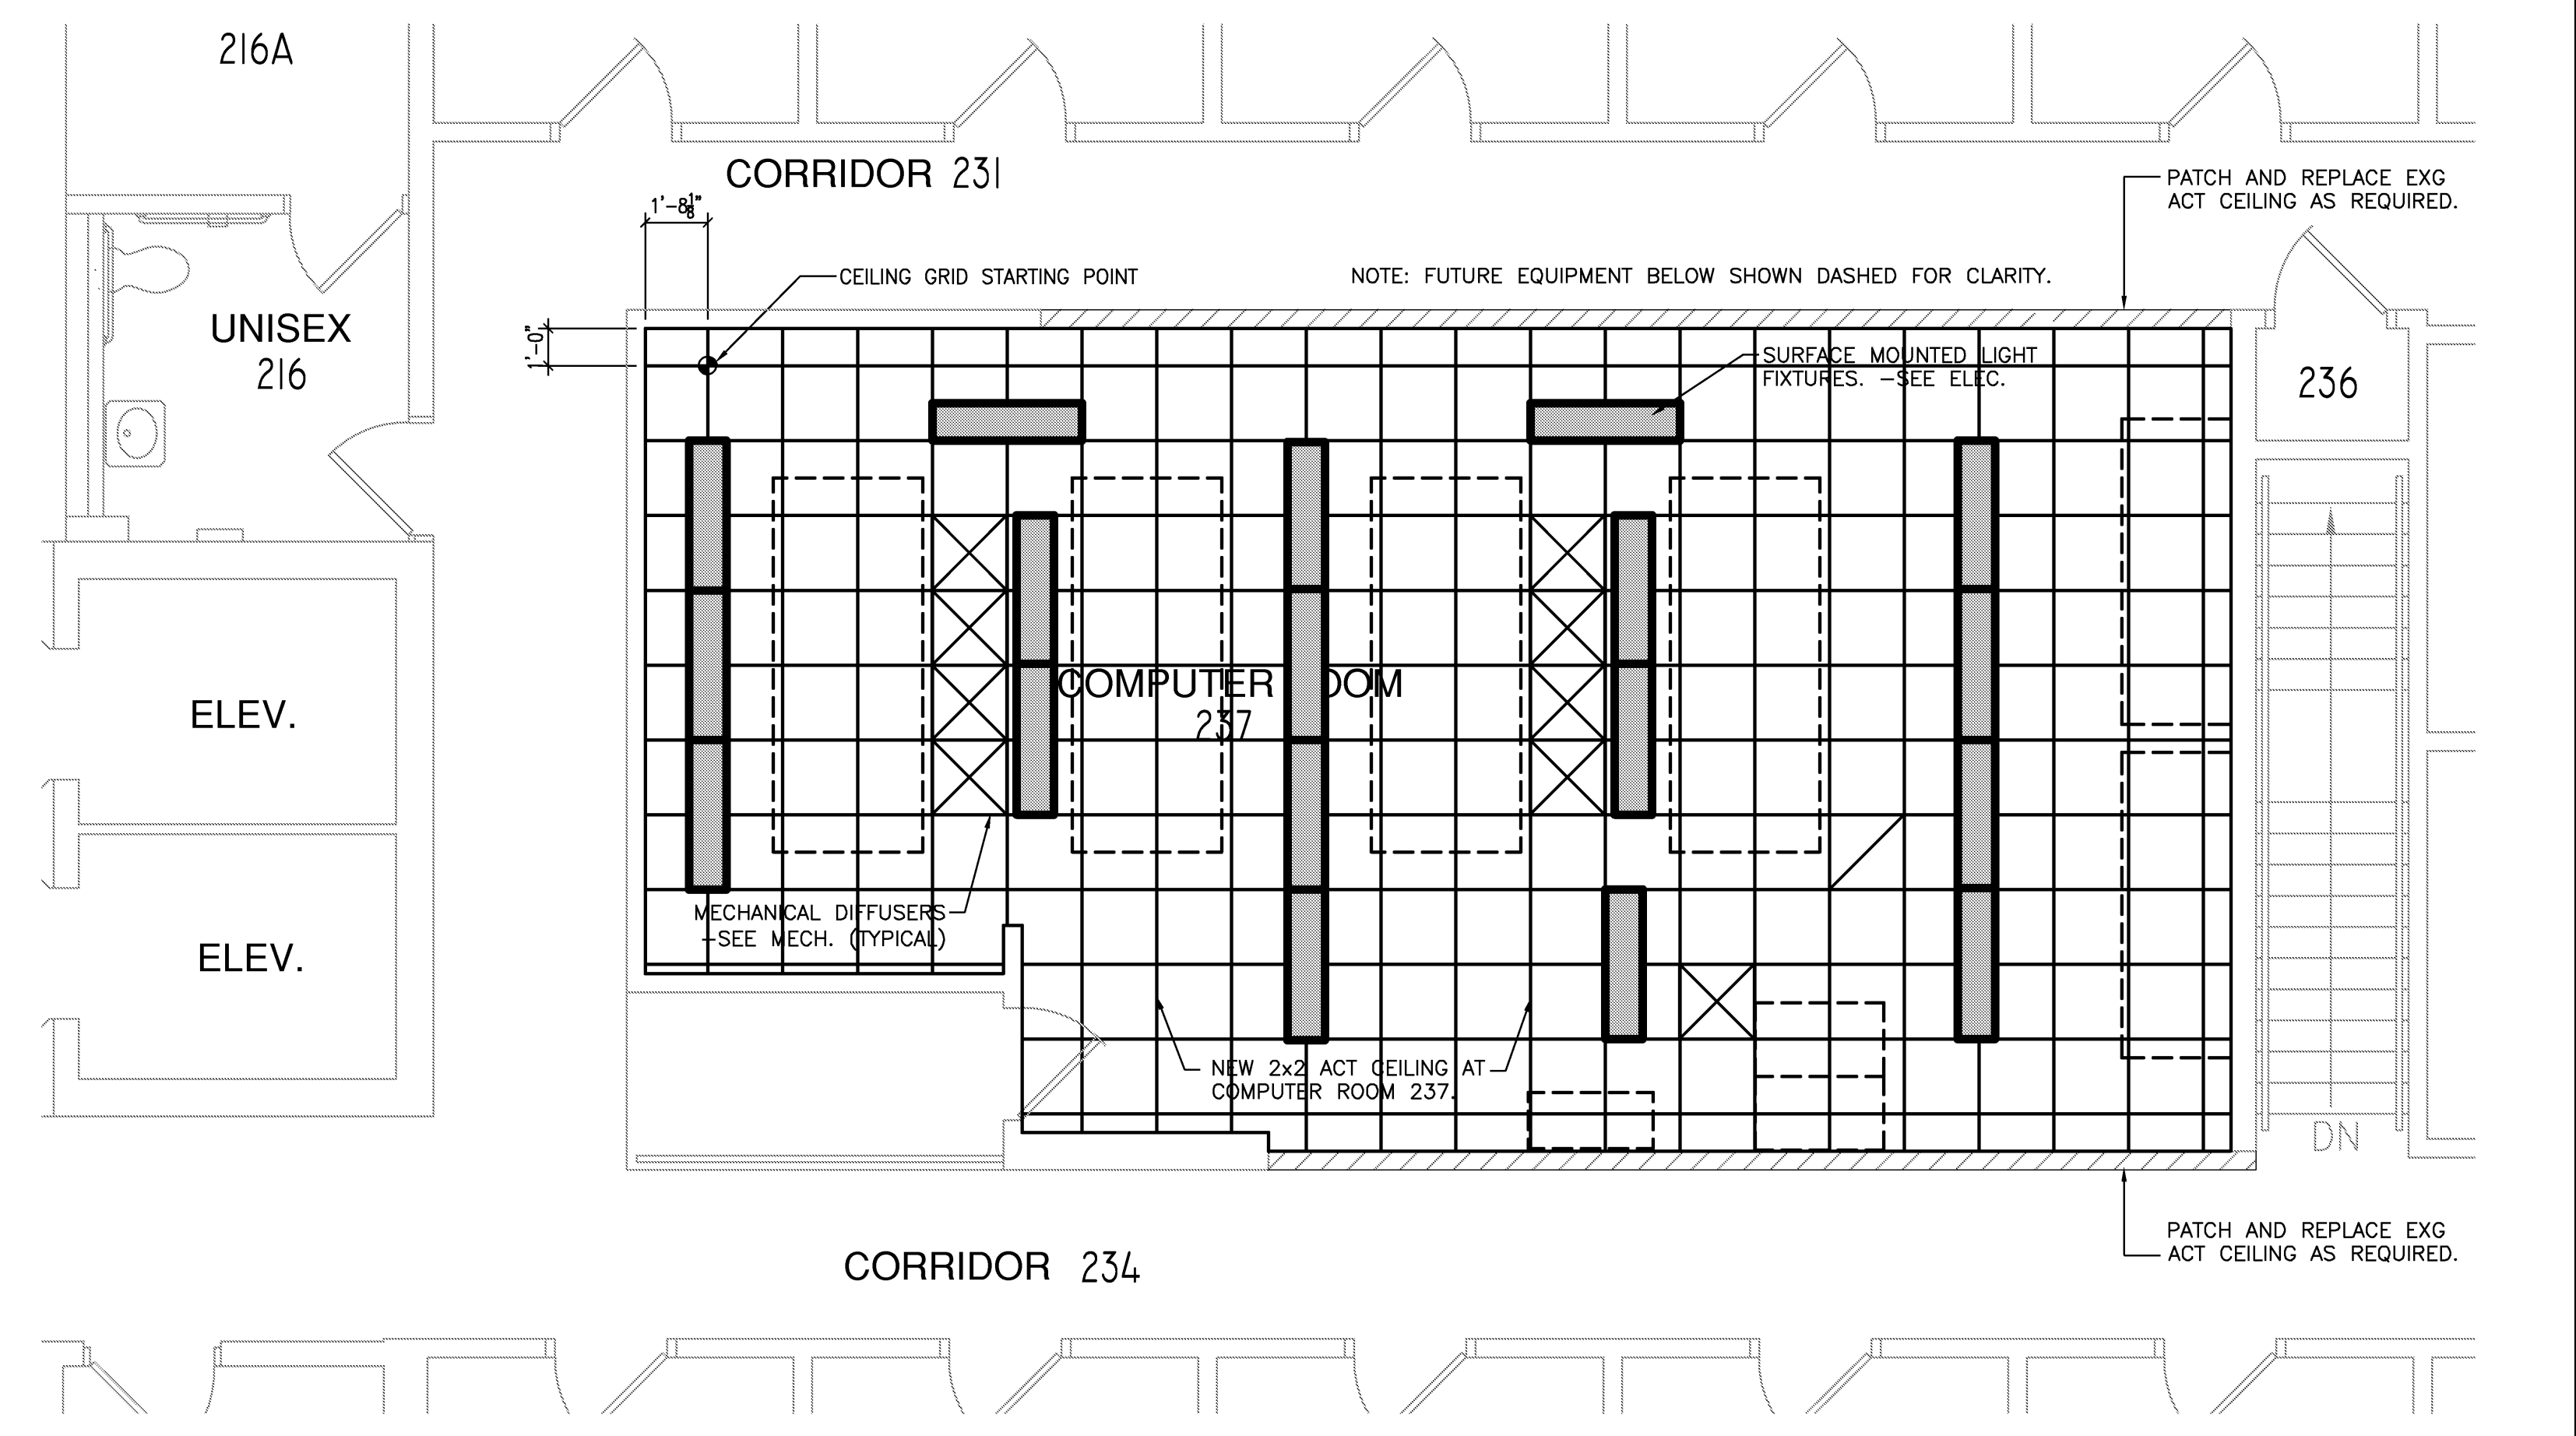 216A
CORRIDOR 231
PATCH AND REPLACE EXG
ACT CEILING AS REQUIRED.
1'-8⅛"
CEILING GRID STARTING POINT
NOTE: FUTURE EQUIPMENT BELOW SHOWN DASHED FOR CLARITY.
UNISEX
216
1'-0"
SURFACE MOUNTED LIGHT
FIXTURES. -SEE ELEC.
236
COMPUTER
237
ELEV.
MECHANICAL DIFFUSERS
-SEE MECH. (TYPICAL)
ELEV.
NEW 2x2 ACT CEILING AT
COMPUTER ROOM 237.
DN
PATCH AND REPLACE EXG
ACT CEILING AS REQUIRED.
CORRIDOR 234